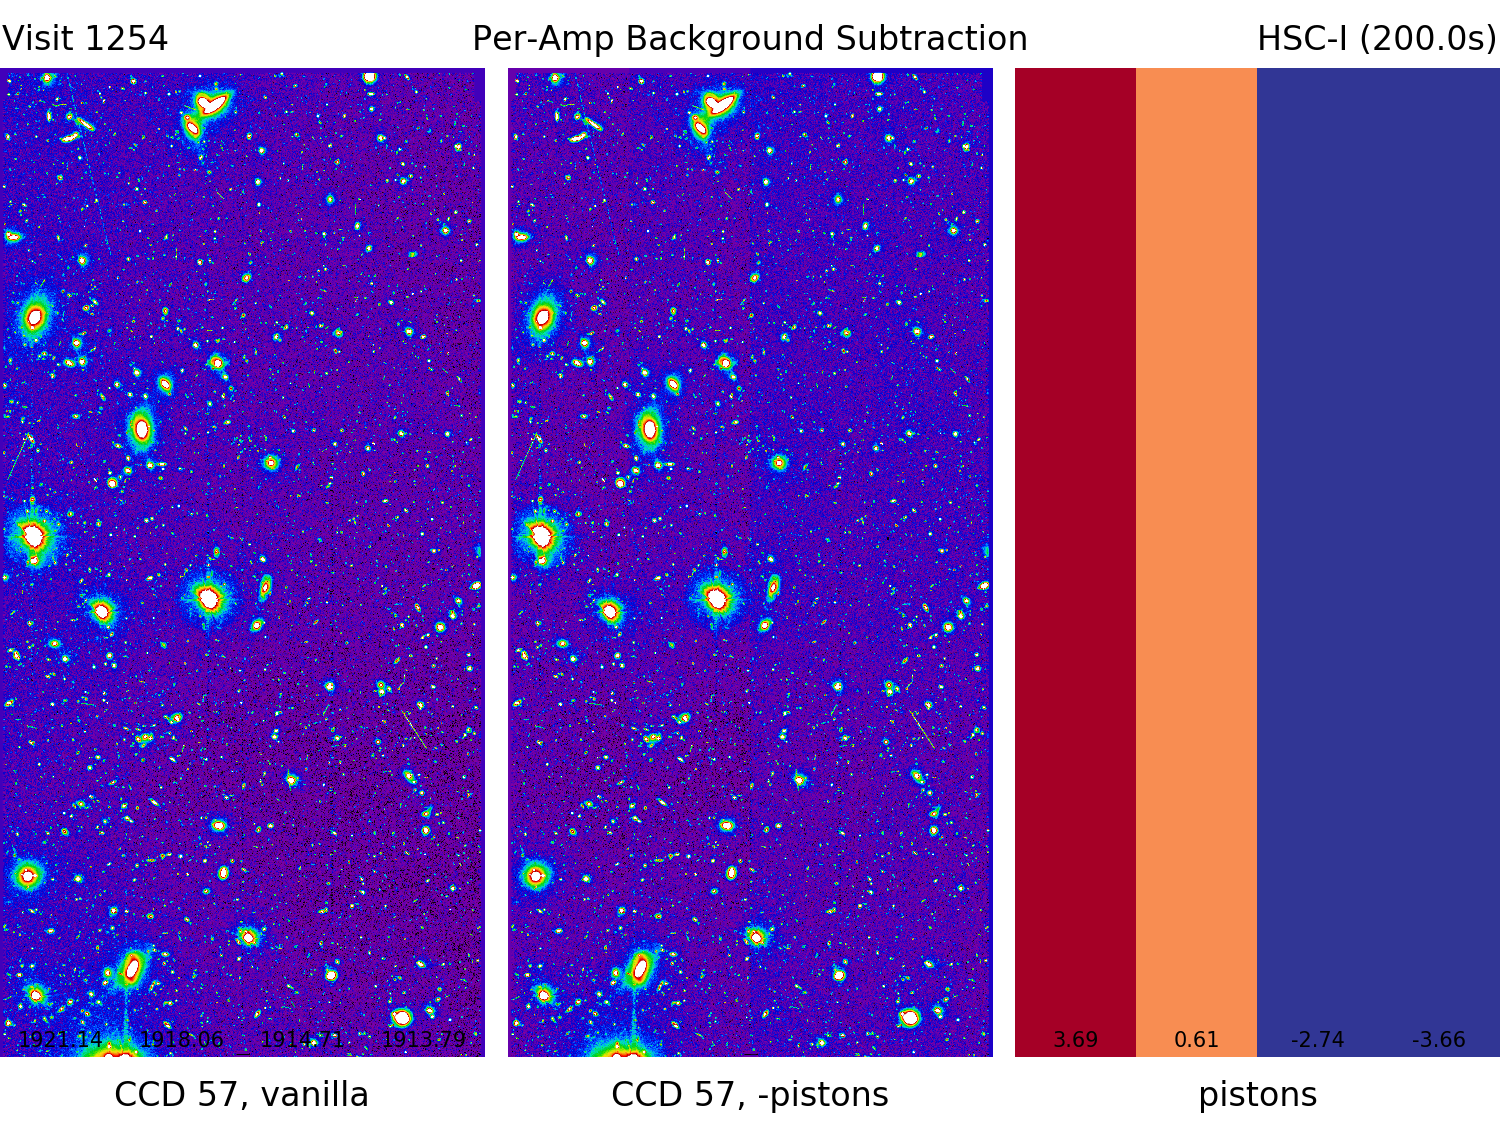 Visit 1254 Per-Amp Background Subtraction HSC-I (200.0s)
1921.14 1918.06 1914.71 1913.79 3.69 0.61 -2.74 -3.66
CCD 57, vanilla CCD 57, -pistons pistons